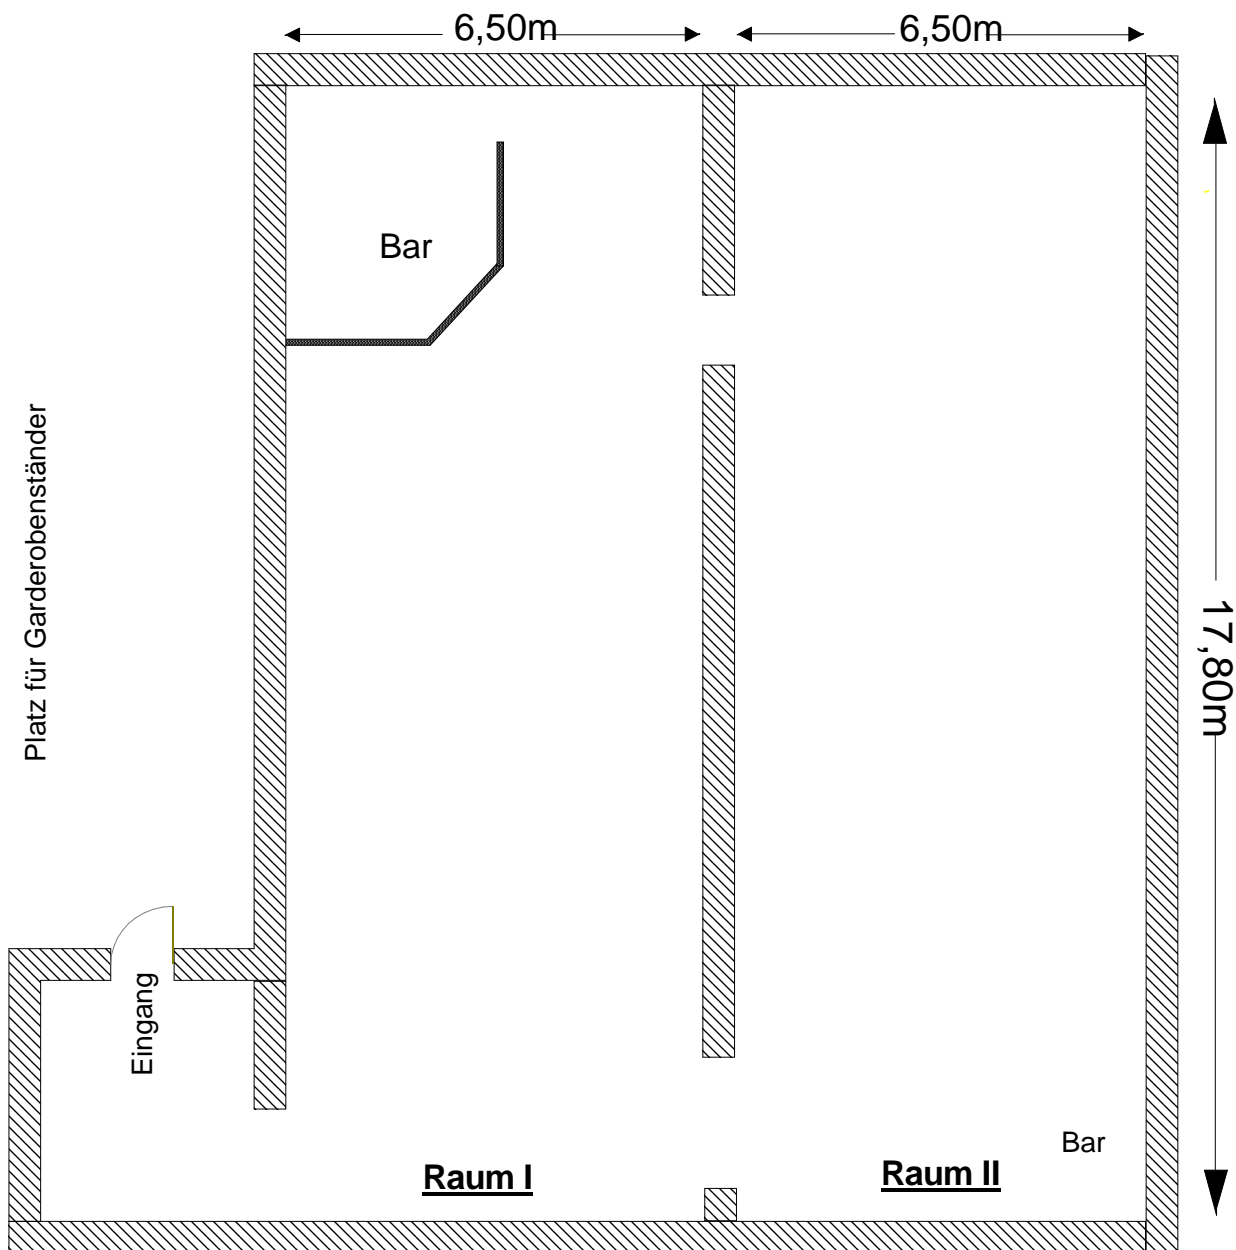 6,50m
6,50m
Bar
Platz für Garderobenständer
17,80m
Eingang
Bar
Raum I
Raum II